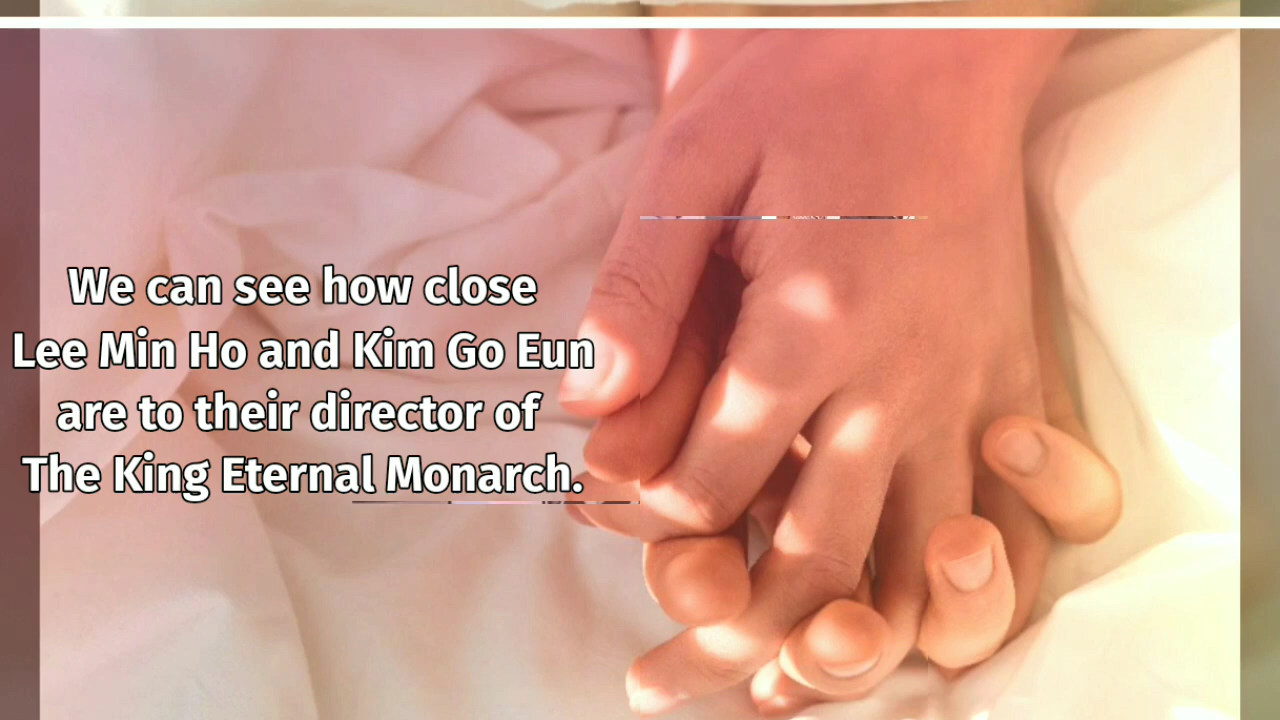 We can see how close
Lee Min Ho and Kim Go Eun
are to their director of
The King Eternal Monarch.